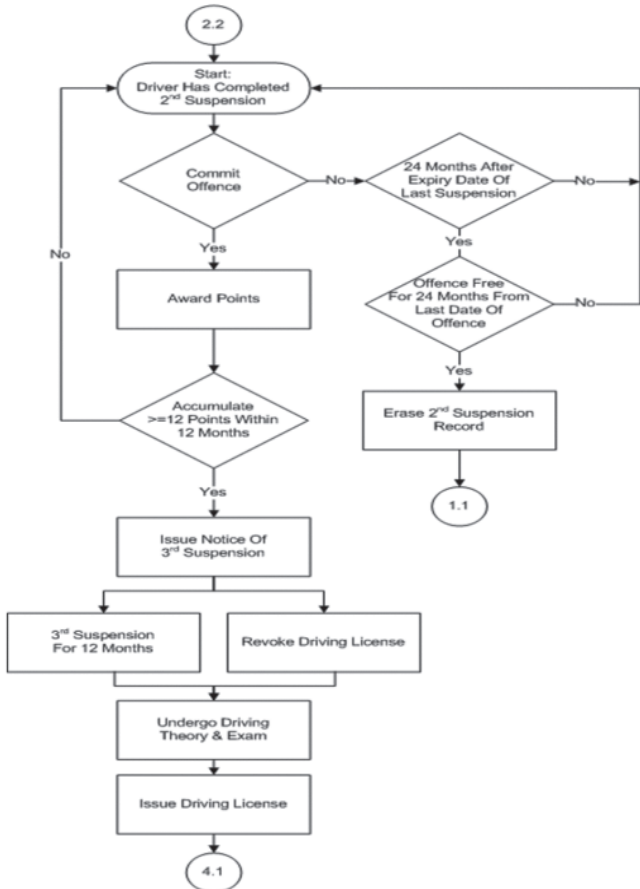 2.2
Start:
Driver Has Completed
2nd Suspension
Commit
Offence
No
24 Months After
Expiry Date Of
Last Suspension
No
Yes
Yes
No
Award Points
Offence Free
For 24 Months From
Last Date Of
Offence
No
Yes
Accumulate
>=12 Points Within
12 Months
Erase 2nd Suspension
Record
Yes
1.1
Issue Notice Of
3rd Suspension
3rd Suspension
For 12 Months
Revoke Driving License
Undergo Driving
Theory & Exam
Issue Driving License
4.1